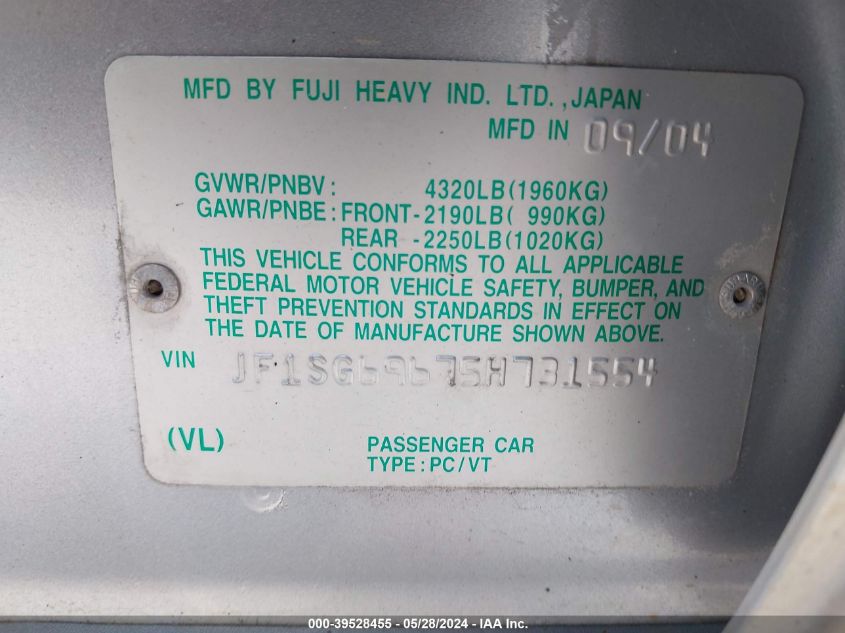 MFD BY FUJI HEAVY IND. LTD.,JAPAN
MFD IN 09/04
GVWR/PNBV: 4320LB(1960KG)
GAWR/PNBE: FRONT-2190LB( 990KG)
REAR -2250LB(1020KG)
THIS VEHICLE CONFORMS TO ALL APPLICABLE
FEDERAL MOTOR VEHICLE SAFETY, BUMPER, AND
THEFT PREVENTION STANDARDS IN EFFECT ON
THE DATE OF MANUFACTURE SHOWN ABOVE.
VIN JF1SG69675H731554
(VL) PASSENGER CAR
TYPE:PC/VT
000-39528455 - 05/28/2024 - IAA Inc.